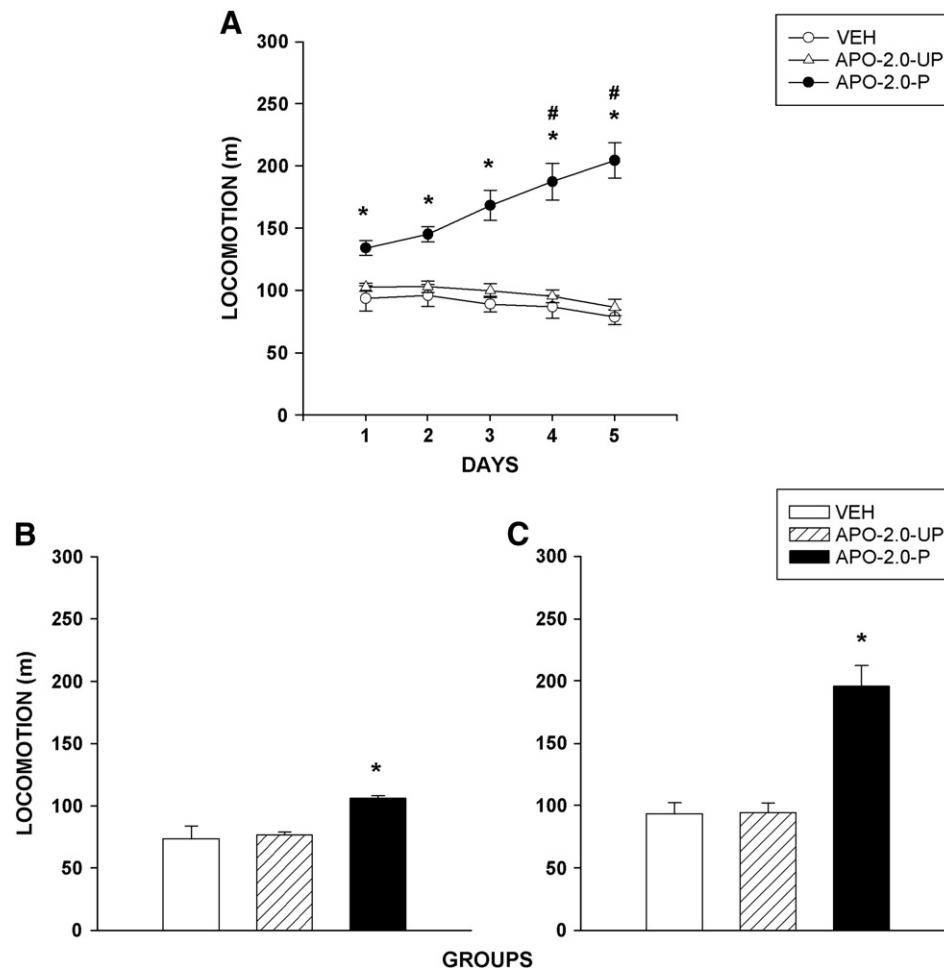 A
VEH
APO-2.0-UP
APO-2.0-P
300
250
200
150
100
50
0
LOCOMOTION (m)
*
*
*
#
*
#
*
1 2 3 4 5
DAYS
VEH
APO-2.0-UP
APO-2.0-P
B
300
250
200
150
100
50
0
LOCOMOTION (m)
*
C
300
250
200
150
100
50
0
*
GROUPS